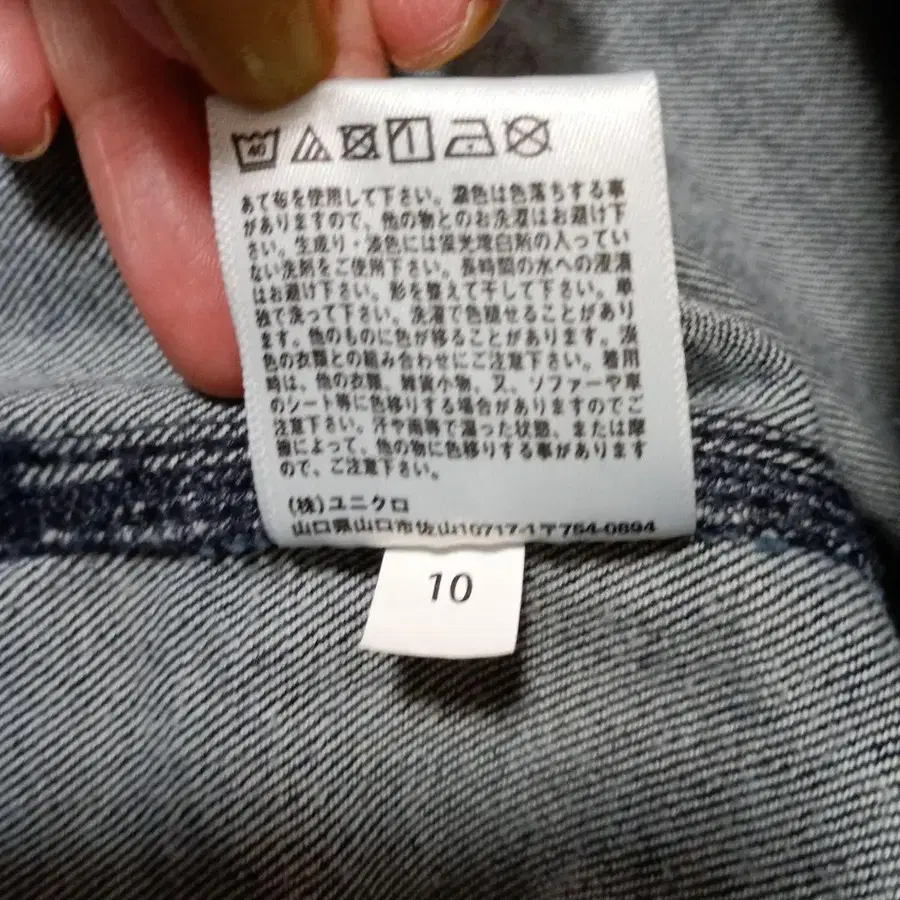 40
あて布を使用して下さい。濃色は色落ちする事
がありますので、他の物とのお洗濯はお避け下
さい。生成り・淡色には蛍光増白剤の入ってい
ない洗剤をご使用下さい。長時間の水への浸漬
はお避け下さい。形を整えて干して下さい。単
独で洗って下さい。洗濯で色褪せることがあり
ます。他のものに色が移ることがあります。淡
色の衣類との組み合わせにご注意下さい。着用
時は、他の衣類、雑貨小物、又、ソファーや車
のシート等に色移りする場合がありますのでご
注意下さい。汗や雨等で湿った状態、または摩
擦によって、他の物に色移りする事があります
ので、ご注意下さい。
(株)ユニクロ
山口県山口市佐山10717-1〒754-0894
10